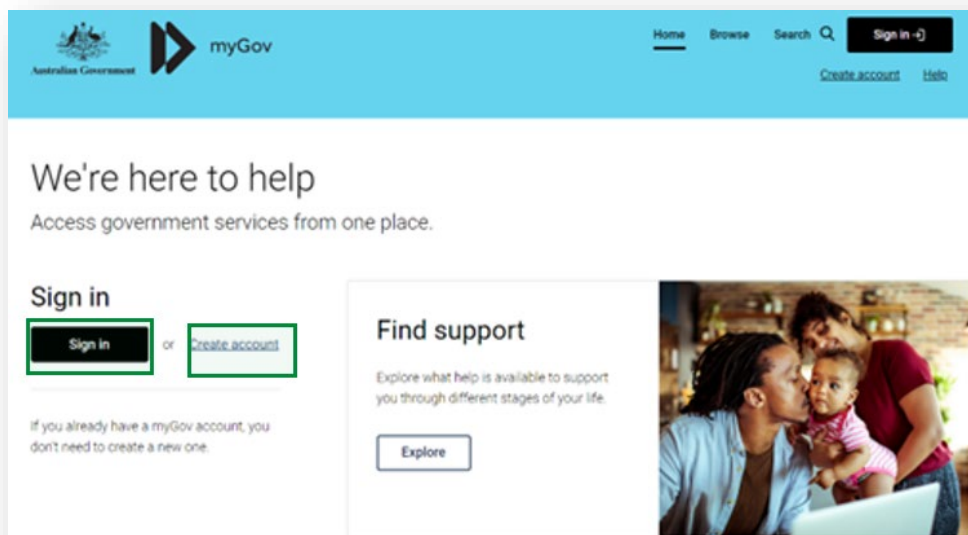 Australian Government
myGov
Home Browse Search Sign in
Create account Help
We're here to help
Access government services from one place.
Sign in
Sign in or Create account
If you already have a myGov account, you
don't need to create a new one.
Find support
Explore what help is available to support
you through different stages of your life.
Explore